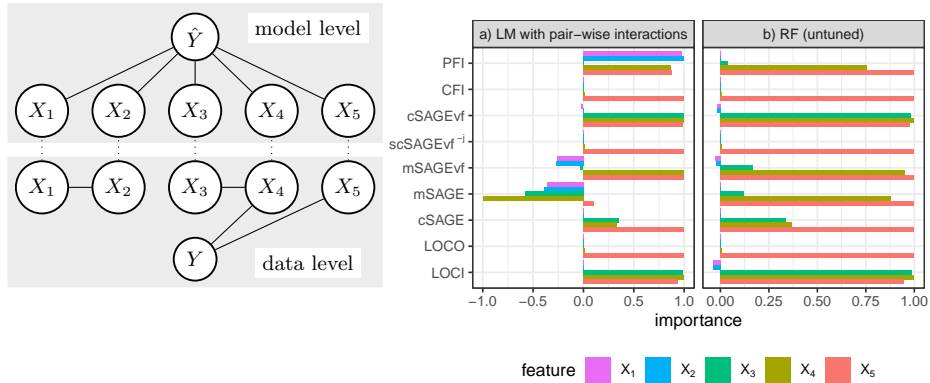 Ŷ
model level
X₁ X₂ X₃ X₄ X₅
X₁ X₂ X₃ X₄ X₅
Y
data level
a) LM with pair−wise interactions
b) RF (untuned)
PFI
CFI
cSAGEvf
scSAGEvf⁻ʲ
mSAGEvf
mSAGE
cSAGE
LOCO
LOCI
−1.0 −0.5 0.0 0.5 1.0
0.00 0.25 0.50 0.75 1.00
importance
feature X₁ X₂ X₃ X₄ X₅